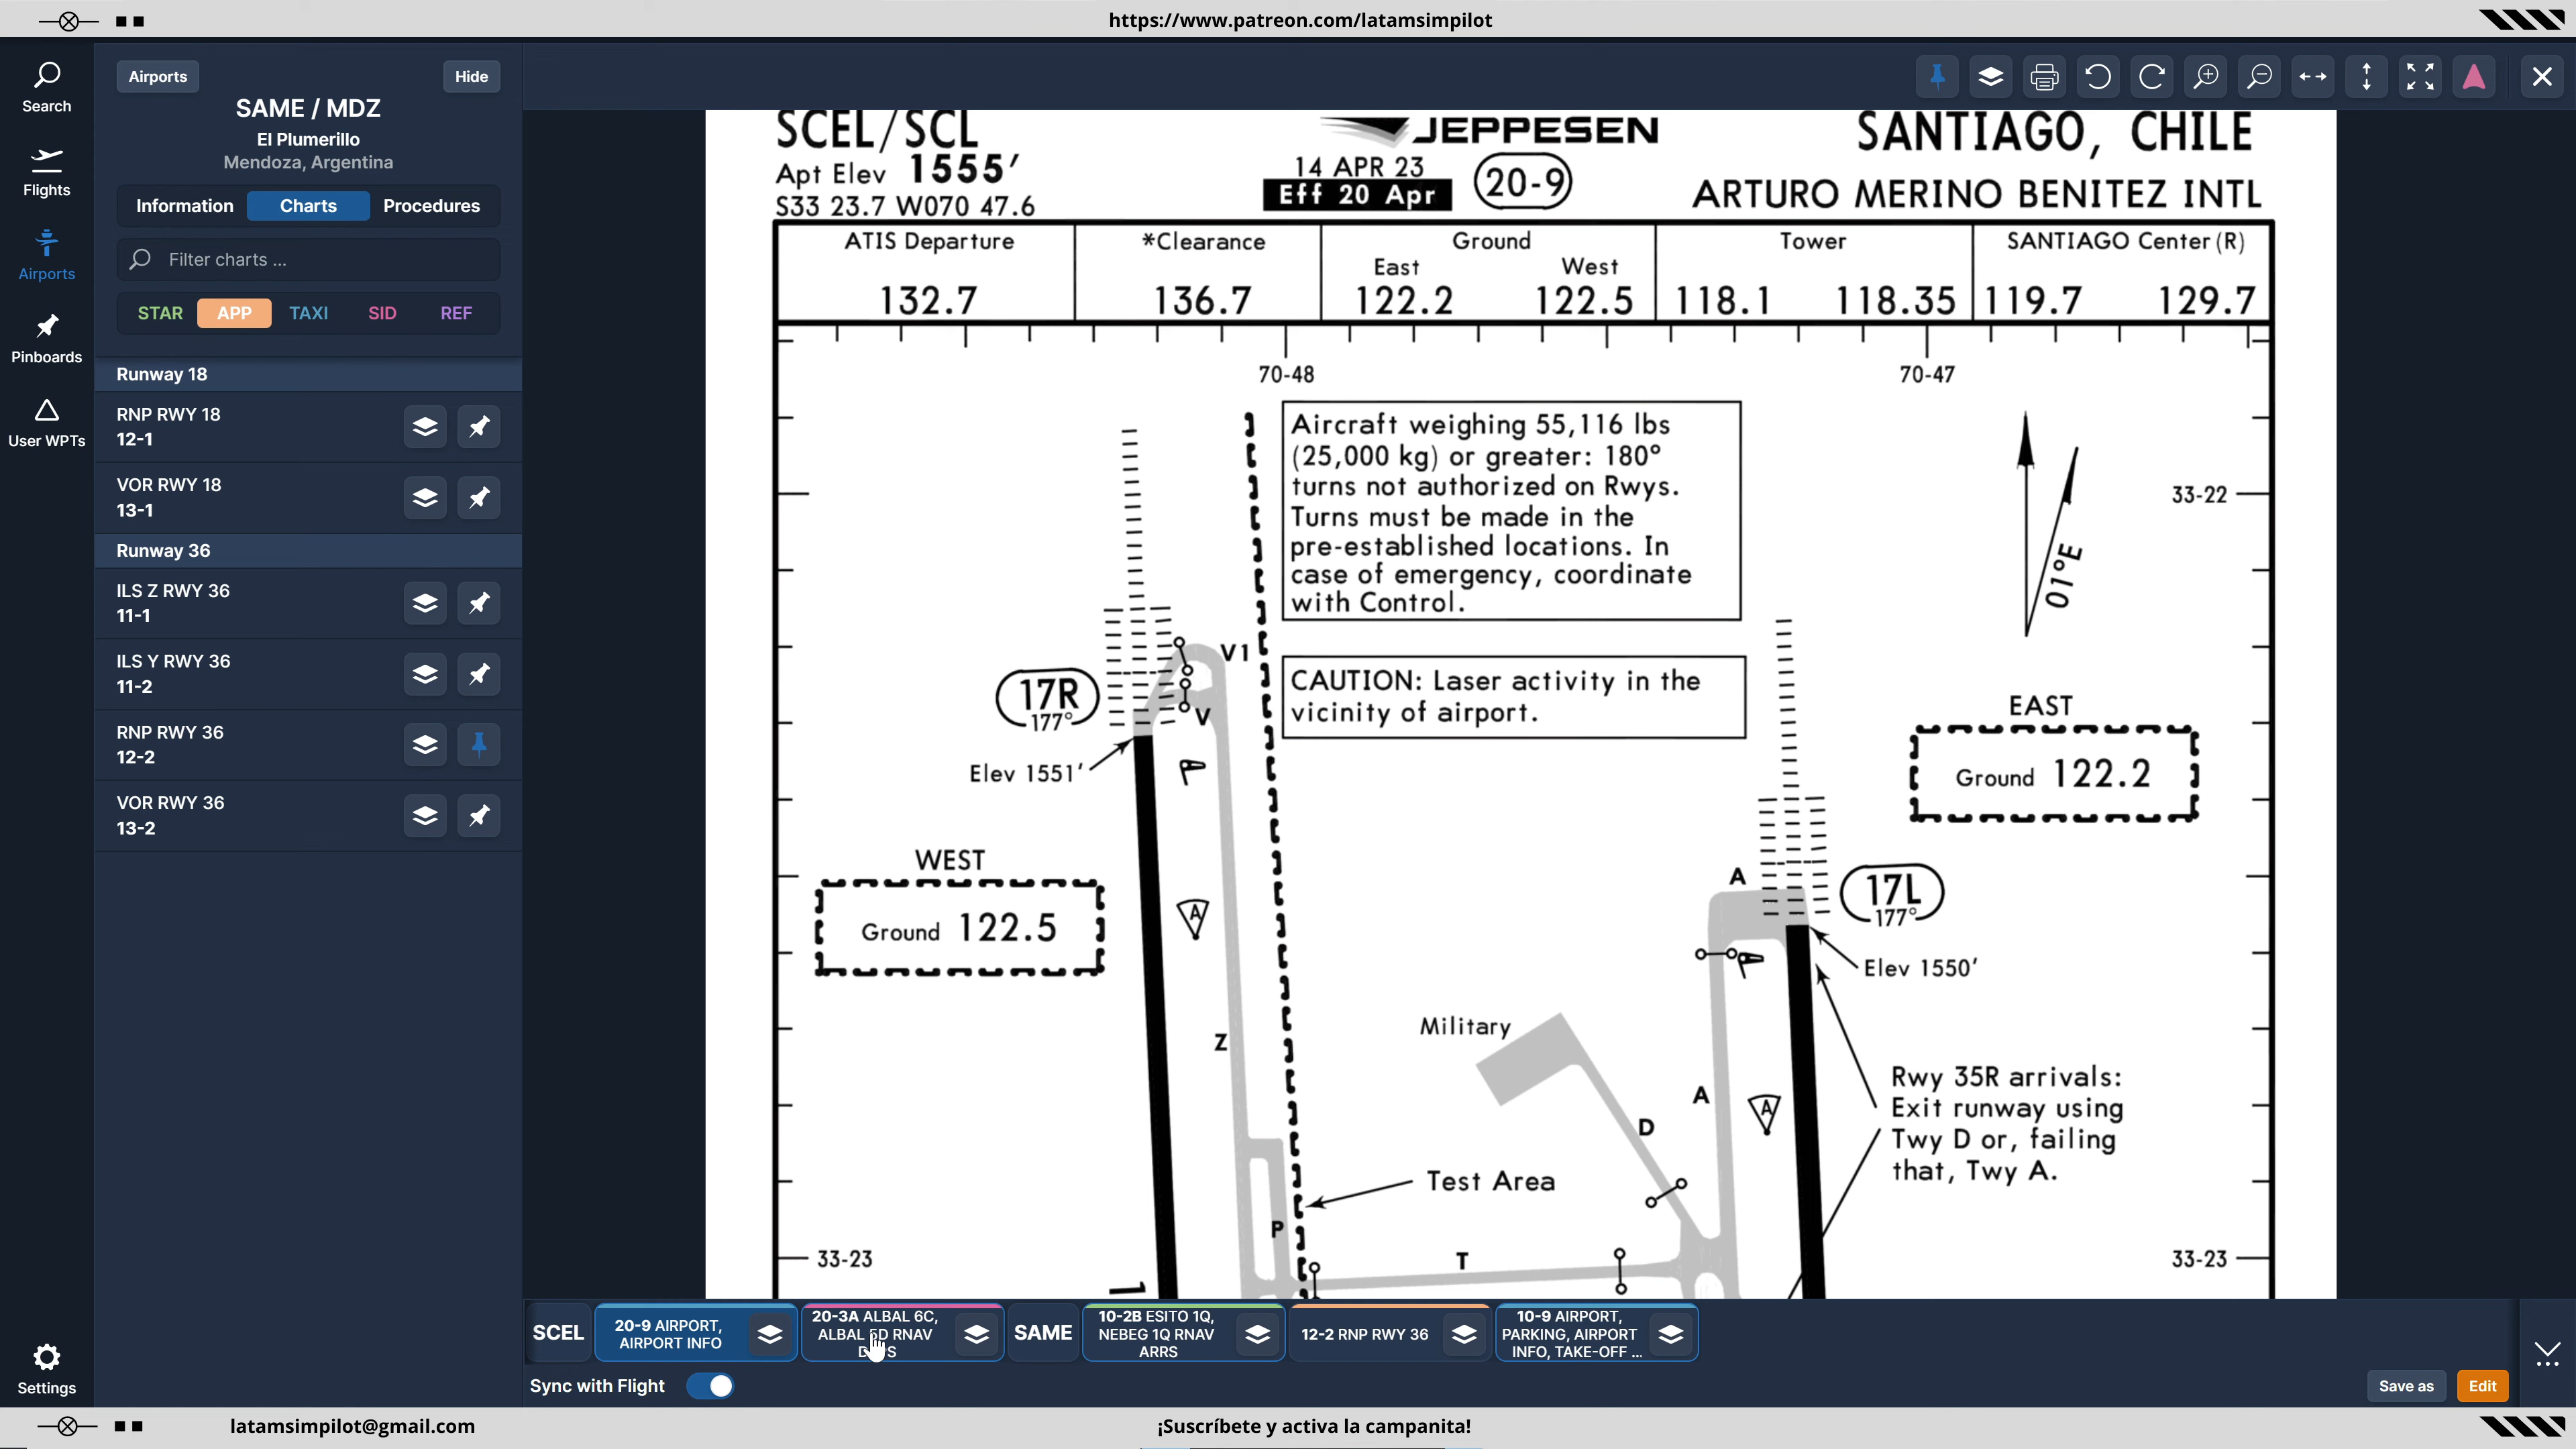 https://www.patreon.com/latamsimpilot
Search
Flights
Airports
Pinboards
User WPTs
Settings
Airports
Hide
SAME / MDZ
El Plumerillo
Mendoza, Argentina
Information
Charts
Procedures
Filter charts ...
STAR
APP
TAXI
SID
REF
Runway 18
RNP RWY 18
12-1
VOR RWY 18
13-1
Runway 36
ILS Z RWY 36
11-1
ILS Y RWY 36
11-2
RNP RWY 36
12-2
VOR RWY 36
13-2
SCEL/SCL
Apt Elev 1555'
S33 23.7 W070 47.6
JEPPESEN
14 APR 23
Eff 20 Apr
20-9
SANTIAGO, CHILE
ARTURO MERINO BENITEZ INTL
ATIS Departure
132.7
*Clearance
136.7
Ground
East
West
122.2
122.5
Tower
118.1
118.35
SANTIAGO Center (R)
119.7
129.7
70-48
70-47
Aircraft weighing 55,116 lbs
(25,000 kg) or greater: 180°
turns not authorized on Rwys.
Turns must be made in the
pre-established locations. In
case of emergency, coordinate
with Control.
33-22
01°E
V1
17R
177°
V
CAUTION: Laser activity in the
vicinity of airport.
Elev 1551'
EAST
Ground 122.2
WEST
Ground 122.5
A
A
17L
177°
Elev 1550'
Z
Military
A
A
D
Rwy 35R arrivals:
Exit runway using
Twy D or, failing
that, Twy A.
Test Area
P
T
33-23
33-23
SCEL
20-9 AIRPORT,
AIRPORT INFO
20-3A ALBAL 6C,
ALBAL 5D RNAV
SAME
10-2B ESITO 1Q,
NEBEG 1Q RNAV
ARRS
12-2 RNP RWY 36
10-9 AIRPORT,
PARKING, AIRPORT
INFO, TAKE-OFF ...
Sync with Flight
Save as
Edit
latamsimpilot@gmail.com
¡Suscríbete y activa la campanita!